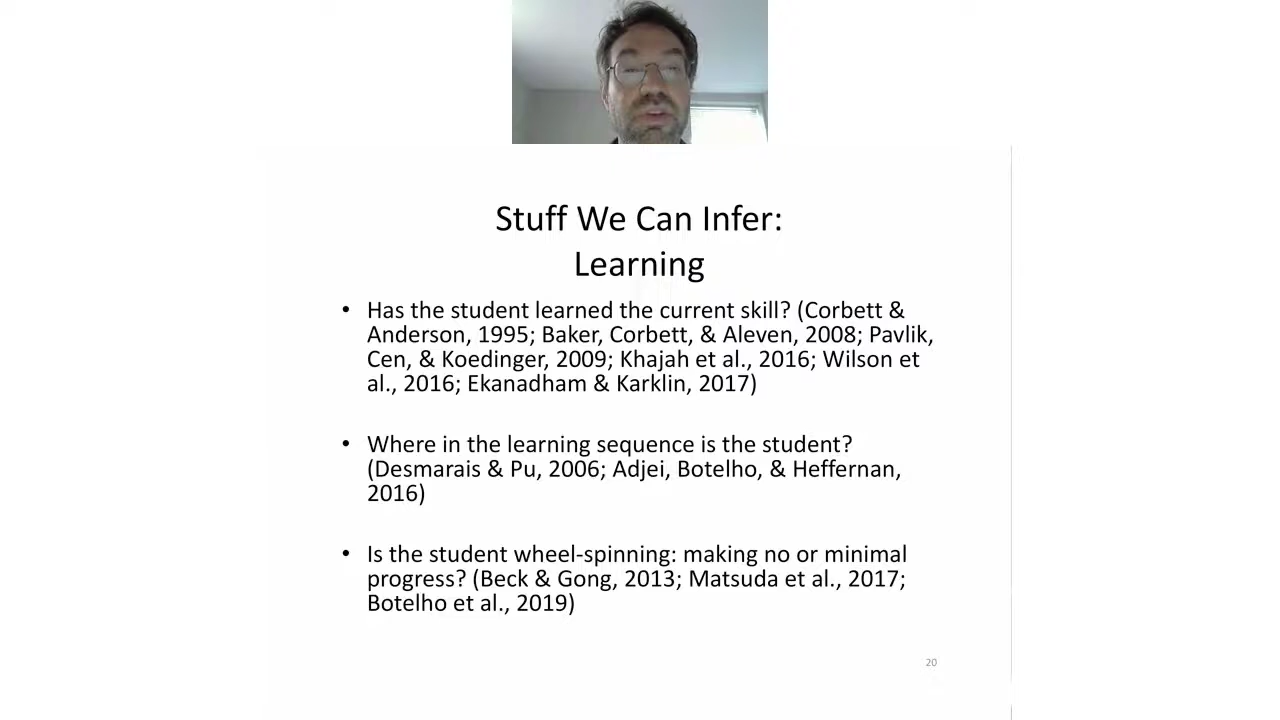 Stuff We Can Infer:
Learning
• Has the student learned the current skill? (Corbett &
Anderson, 1995; Baker, Corbett, & Aleven, 2008; Pavlik,
Cen, & Koedinger, 2009; Khajah et al., 2016; Wilson et
al., 2016; Ekanadham & Karklin, 2017)
• Where in the learning sequence is the student?
(Desmarais & Pu, 2006; Adjei, Botelho, & Heffernan,
2016)
• Is the student wheel-spinning: making no or minimal
progress? (Beck & Gong, 2013; Matsuda et al., 2017;
Botelho et al., 2019)
20